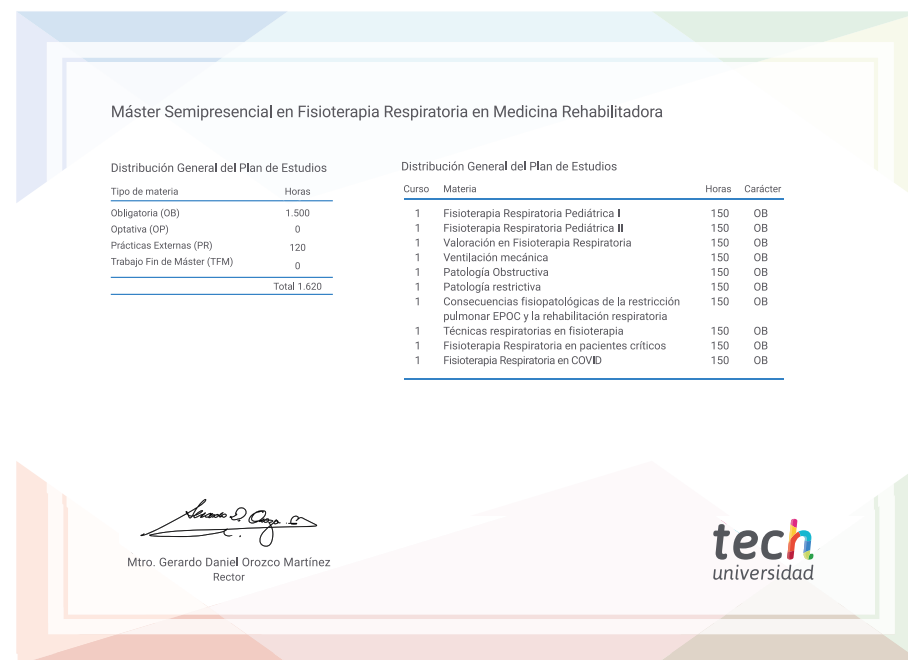 Máster Semipresencial en Fisioterapia Respiratoria en Medicina Rehabilitadora
Distribución General del Plan de Estudios
Tipo de materia Horas
Obligatoria (OB) 1.500
Optativa (OP) 0
Prácticas Externas (PR) 120
Trabajo Fin de Máster (TFM) 0
Total 1.620
Distribución General del Plan de Estudios
Curso Materia Horas Carácter
1 Fisioterapia Respiratoria Pediátrica I 150 OB
1 Fisioterapia Respiratoria Pediátrica II 150 OB
1 Valoración en Fisioterapia Respiratoria 150 OB
1 Ventilación mecánica 150 OB
1 Patología Obstructiva 150 OB
1 Patología restrictiva 150 OB
1 Consecuencias fisiopatológicas de la restricción 150 OB
pulmonar EPOC y la rehabilitación respiratoria
1 Técnicas respiratorias en fisioterapia 150 OB
1 Fisioterapia Respiratoria en pacientes críticos 150 OB
1 Fisioterapia Respiratoria en COVID 150 OB
Mtro. Gerardo Daniel Orozco Martínez
Rector
tech
universidad